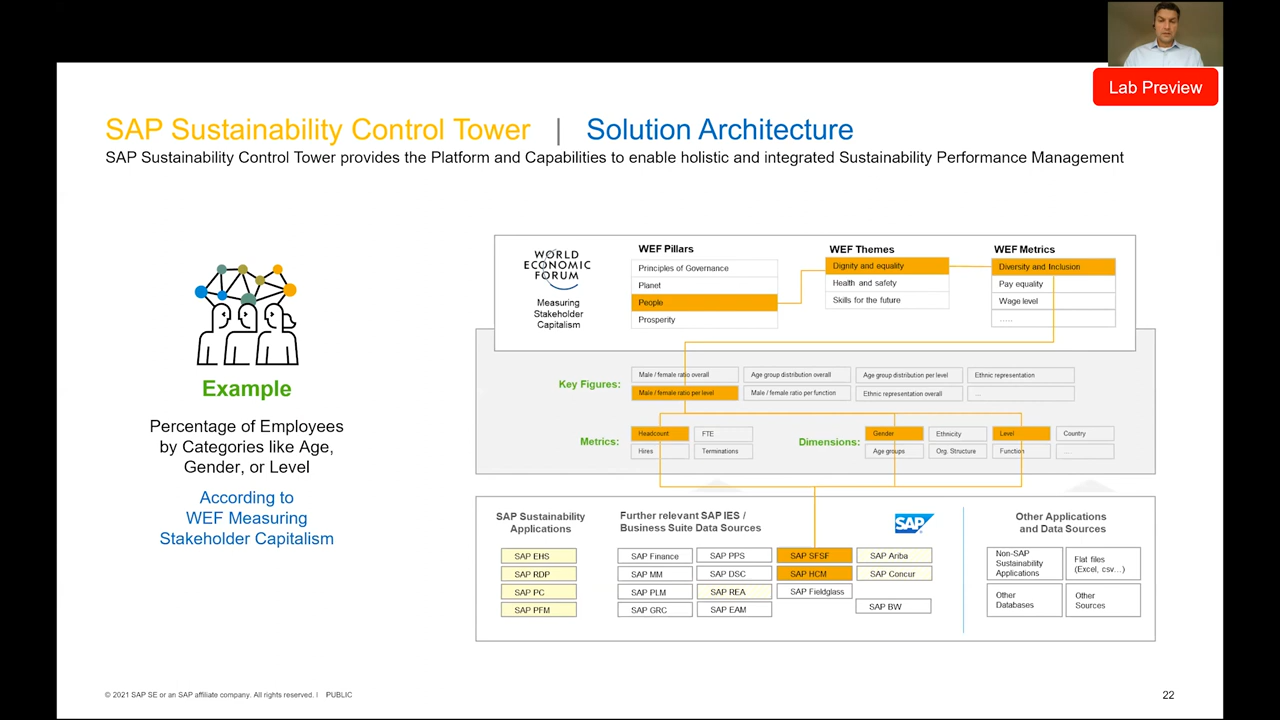 Lab Preview
SAP Sustainability Control Tower | Solution Architecture
SAP Sustainability Control Tower provides the Platform and Capabilities to enable holistic and integrated Sustainability Performance Management
Example
Percentage of Employees
by Categories like Age,
Gender, or Level
According to
WEF Measuring
Stakeholder Capitalism
WORLD
ECONOMIC
FORUM
Measuring
Stakeholder
Capitalism
WEF Pillars
Principles of Governance
Planet
People
Prosperity
WEF Themes
Dignity and equality
Health and safety
Skills for the future
WEF Metrics
Diversity and Inclusion
Pay equality
Wage level
.....
Key Figures:
Male / female ratio overall
Age group distribution overall
Age group distribution per level
Ethnic representation
Male / female ratio per level
Male / female ratio per function
Ethnic representation overall
...
Metrics:
Headcount
FTE
Hires
Terminations
Dimensions:
Gender
Ethnicity
Level
Country
Age groups
Org. Structure
Function
....
SAP Sustainability
Applications
SAP EHS
SAP RDP
SAP PC
SAP PFM
Further relevant SAP IES /
Business Suite Data Sources
SAP
SAP Finance
SAP PPS
SAP SFSF
SAP Ariba
SAP MM
SAP DSC
SAP HCM
SAP Concur
SAP PLM
SAP REA
SAP Fieldglass
SAP GRC
SAP EAM
SAP BW
Other Applications
and Data Sources
Non-SAP
Sustainability
Applications
Flat files
(Excel, csv...)
Other
Databases
Other
Sources
© 2021 SAP SE or an SAP affiliate company. All rights reserved. | PUBLIC
22